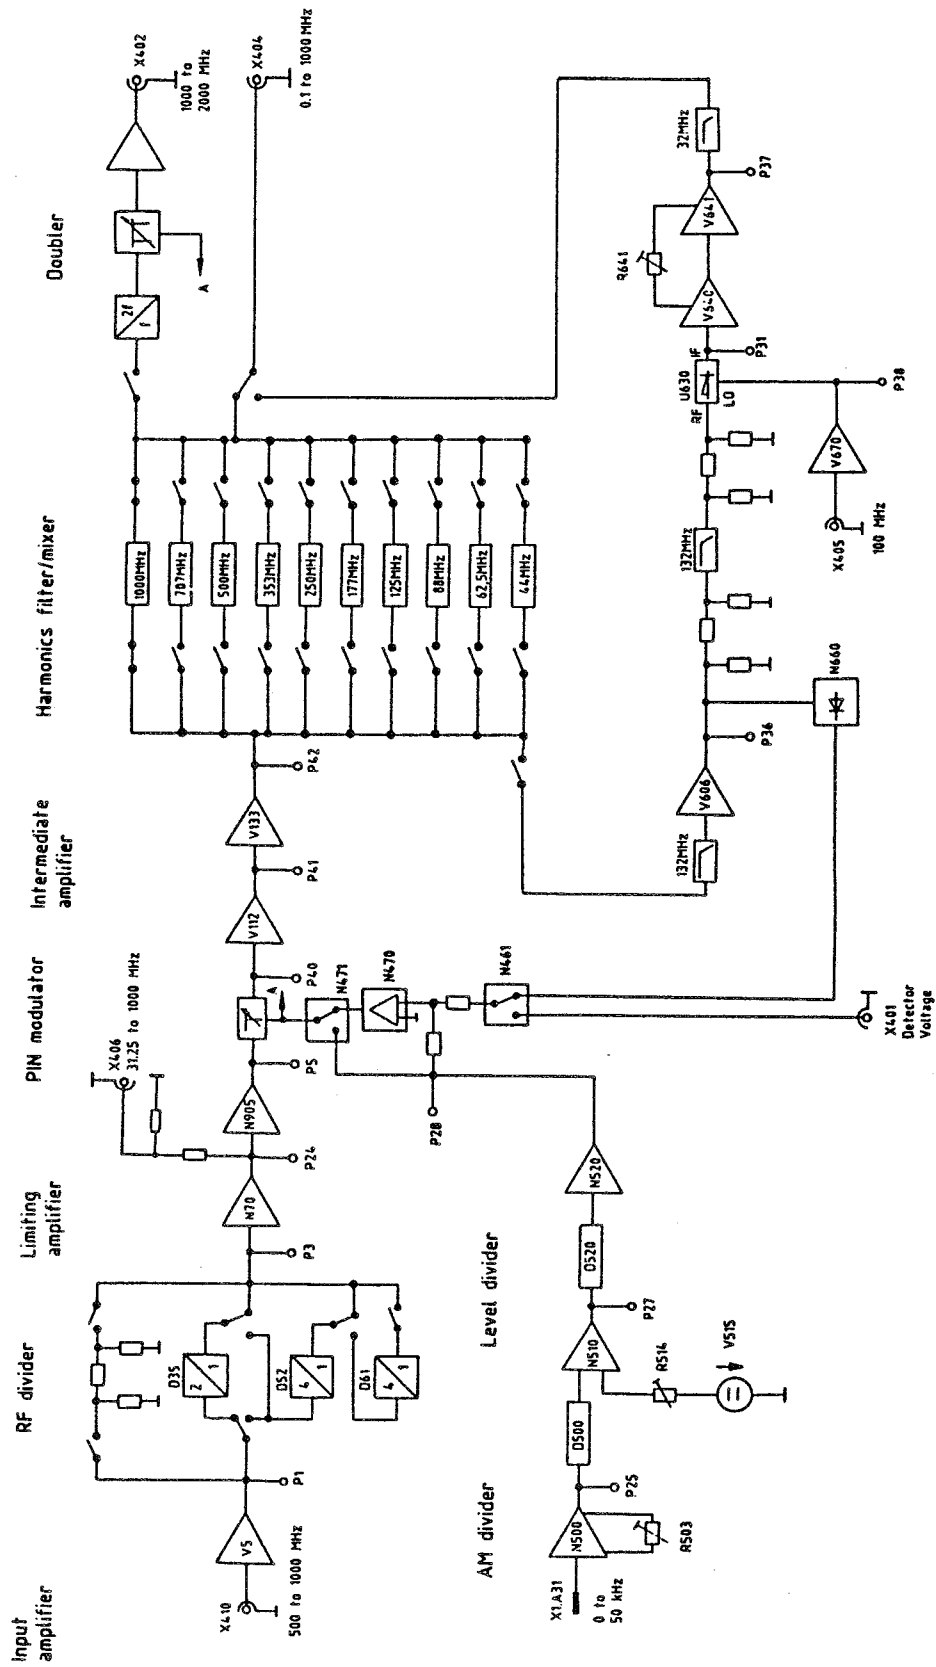 Input
amplifier
RF divider
Limiting
amplifier
PIN modulator
Intermediate
amplifier
Harmonics filter/mixer
Doubler
X410
500 to 1000 MHz
V5
P1
D35
2
1
D52
4
1
D61
4
1
P3
N70
P24
X406
31.25 to 1000 MHz
N905
P5
A
P40
V112
P41
V133
P42
1000MHz
707MHz
500MHz
353MHz
250MHz
177MHz
125MHz
88MHz
62,5MHz
44MHz
2f
f
A
X402
1000 to
2000 MHz
X404
0.1 to 1000MHz
N471
N470
N461
P28
X401
Detector
Voltage
AM divider
Level divider
X1.A31
0 to
50 kHz
N500
R503
P25
D500
N510
P27
R514
V515
D520
N520
132MHz
V606
P36
N660
132MHz
RF
U630
IF
LO
P31
V640
R641
V641
P37
32MHz
X405
100 MHz
V670
P38